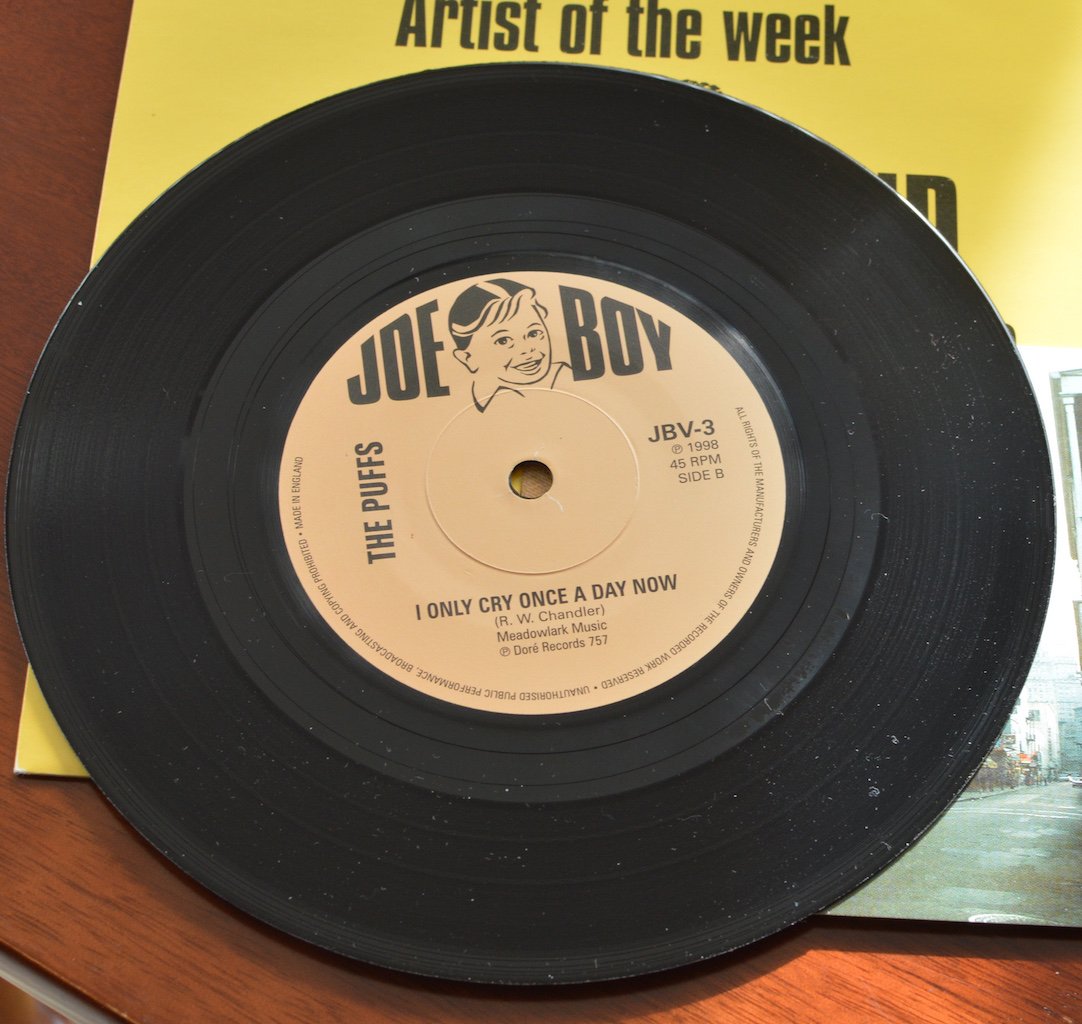 Artist of the week
JOE BOY
THE PUFFS
JBV-3
℗ 1998
45 RPM
SIDE B
I ONLY CRY ONCE A DAY NOW
(R. W. Chandler)
Meadowlark Music
℗ Doré Records 757
ALL RIGHTS OF THE MANUFACTURERS AND OWNERS OF THE RECORDED WORK RESERVED • UNAUTHORISED PUBLIC PERFORMANCE, BROADCASTING AND COPYING PROHIBITED • MADE IN ENGLAND